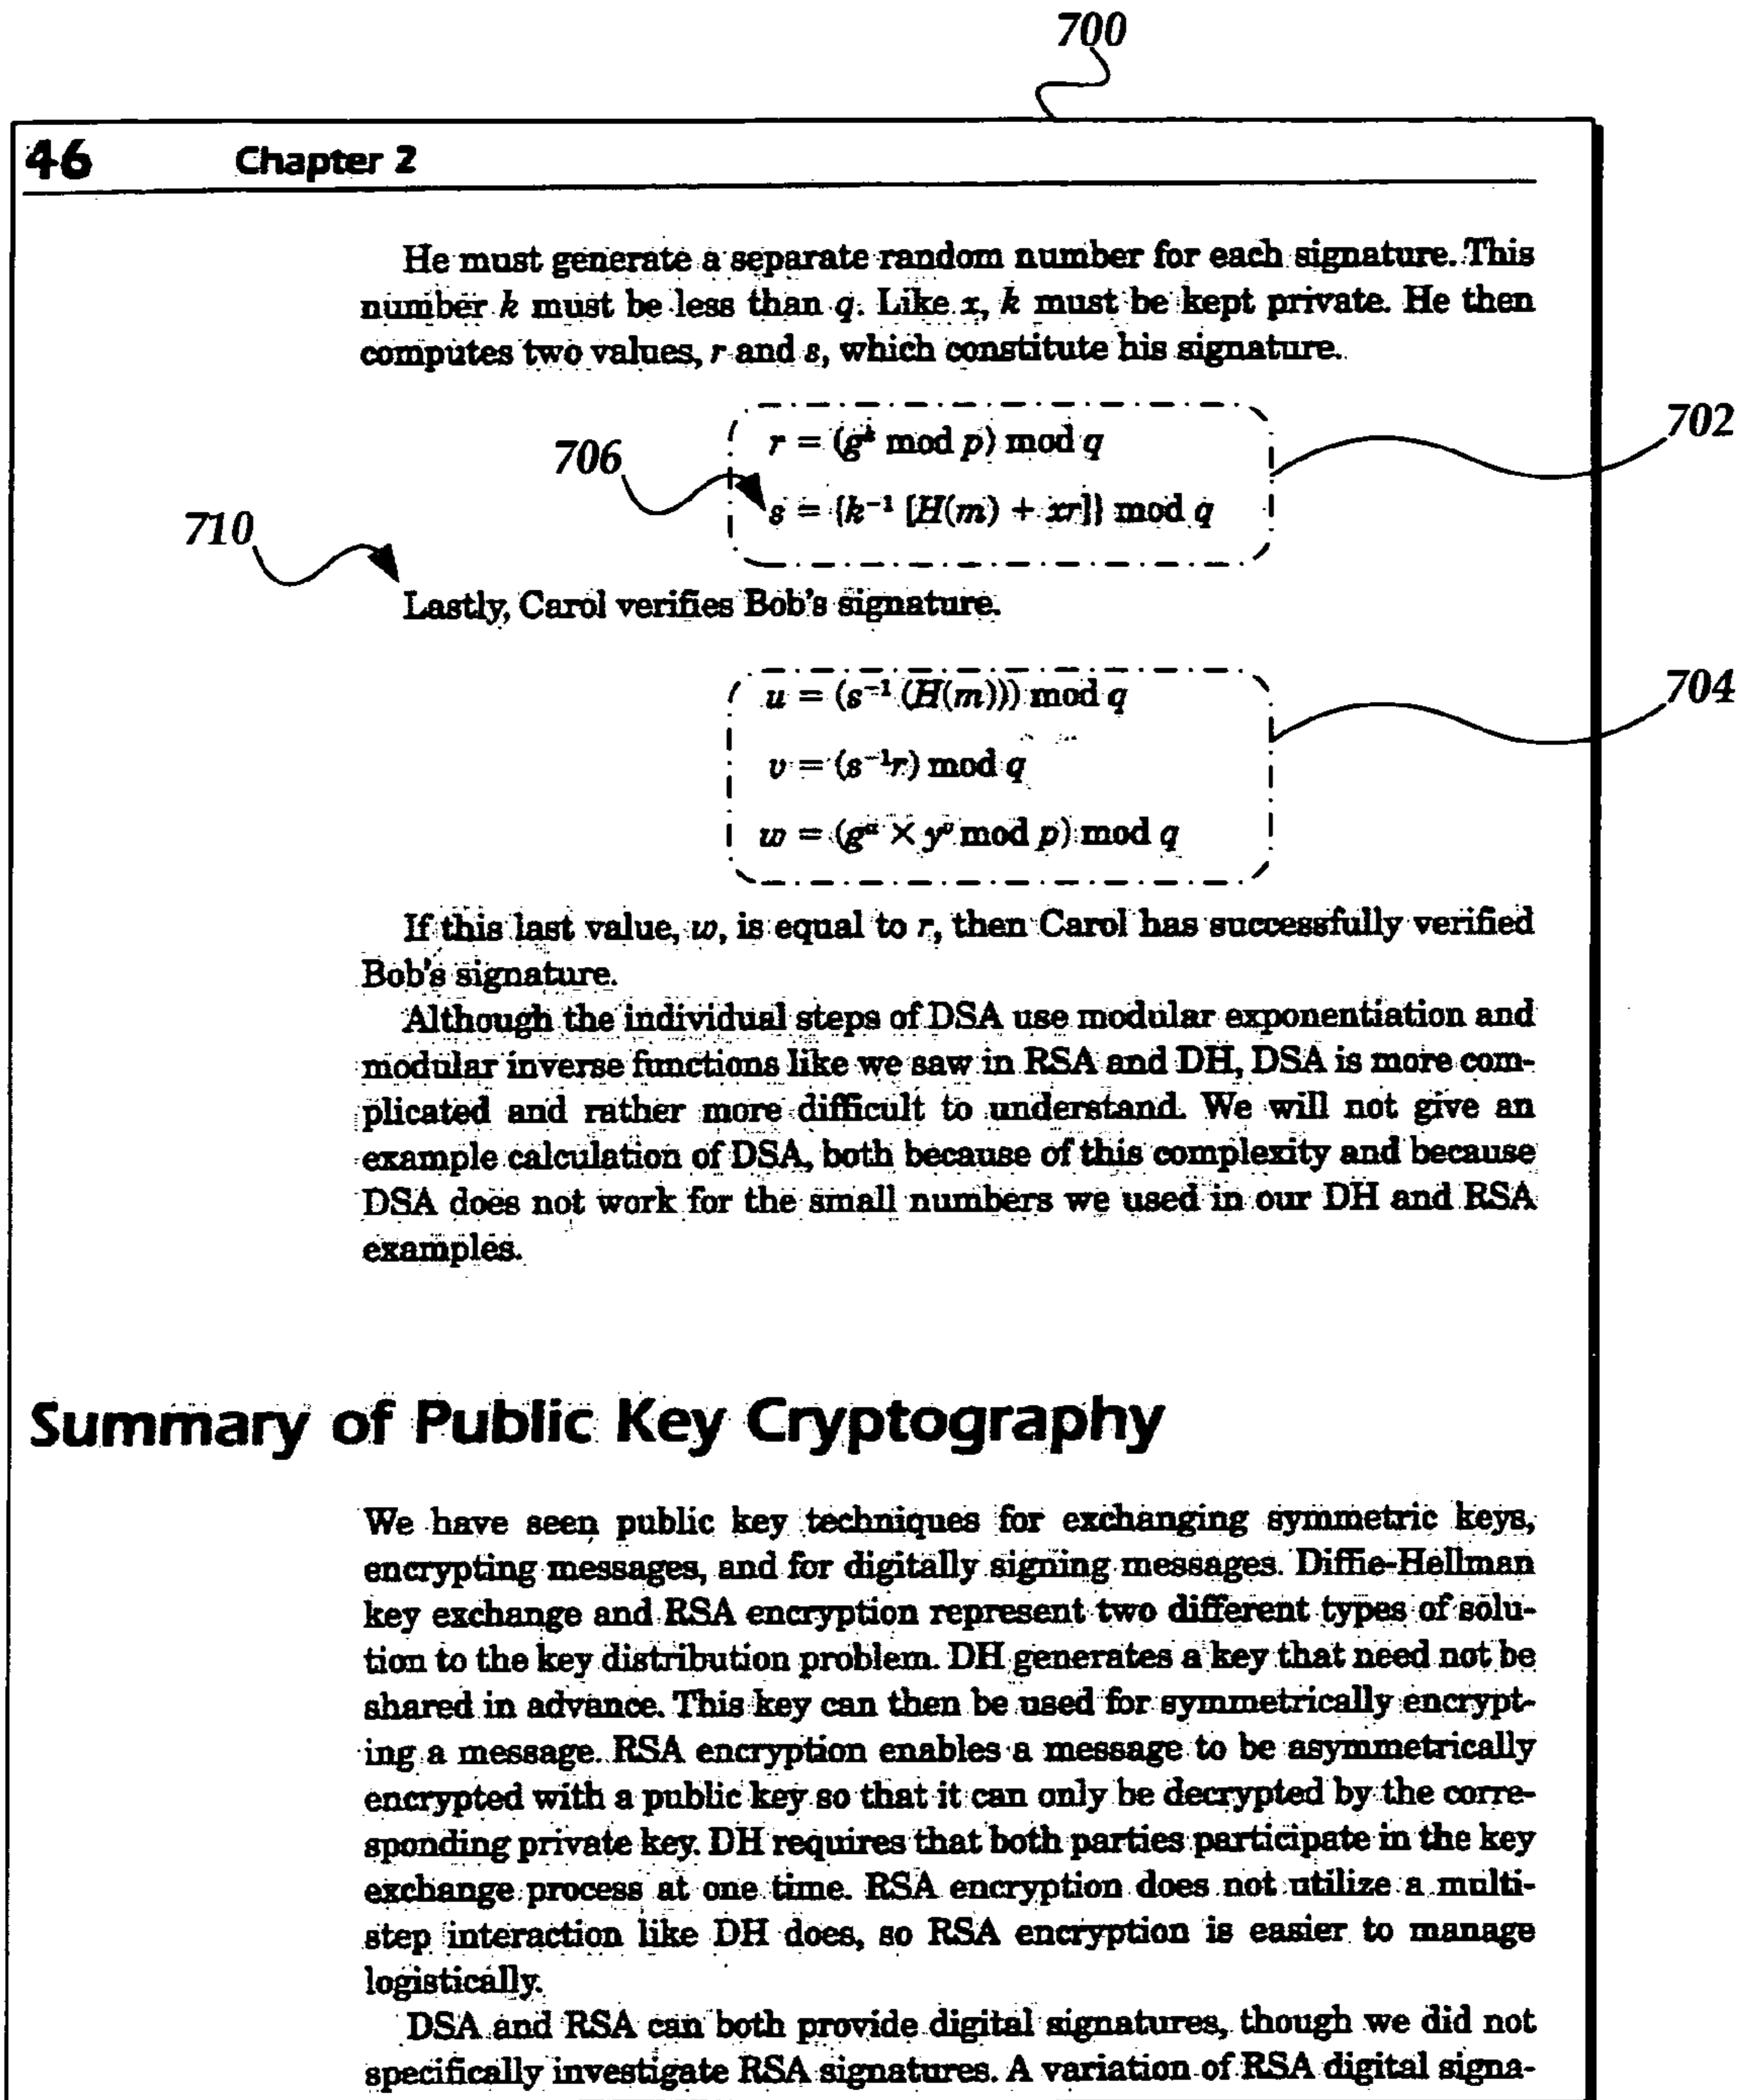 700
46 Chapter 2
He must generate a separate random number for each signature. This
number k must be less than q. Like x, k must be kept private. He then
computes two values, r and s, which constitute his signature.
702
r = (g^k mod p) mod q
706
s = {k⁻¹ [H(m) + xr]} mod q
710
Lastly, Carol verifies Bob's signature.
704
u = (s⁻¹ (H(m))) mod q
v = (s⁻¹r) mod q
w = (g^u × y^v mod p) mod q
If this last value, w, is equal to r, then Carol has successfully verified
Bob's signature.
Although the individual steps of DSA use modular exponentiation and
modular inverse functions like we saw in RSA and DH, DSA is more com-
plicated and rather more difficult to understand. We will not give an
example calculation of DSA, both because of this complexity and because
DSA does not work for the small numbers we used in our DH and RSA
examples.
Summary of Public Key Cryptography
We have seen public key techniques for exchanging symmetric keys,
encrypting messages, and for digitally signing messages. Diffie-Hellman
key exchange and RSA encryption represent two different types of solu-
tion to the key distribution problem. DH generates a key that need not be
shared in advance. This key can then be used for symmetrically encrypt-
ing a message. RSA encryption enables a message to be asymmetrically
encrypted with a public key so that it can only be decrypted by the corre-
sponding private key. DH requires that both parties participate in the key
exchange process at one time. RSA encryption does not utilize a multi-
step interaction like DH does, so RSA encryption is easier to manage
logistically.
DSA and RSA can both provide digital signatures, though we did not
specifically investigate RSA signatures. A variation of RSA digital signa-